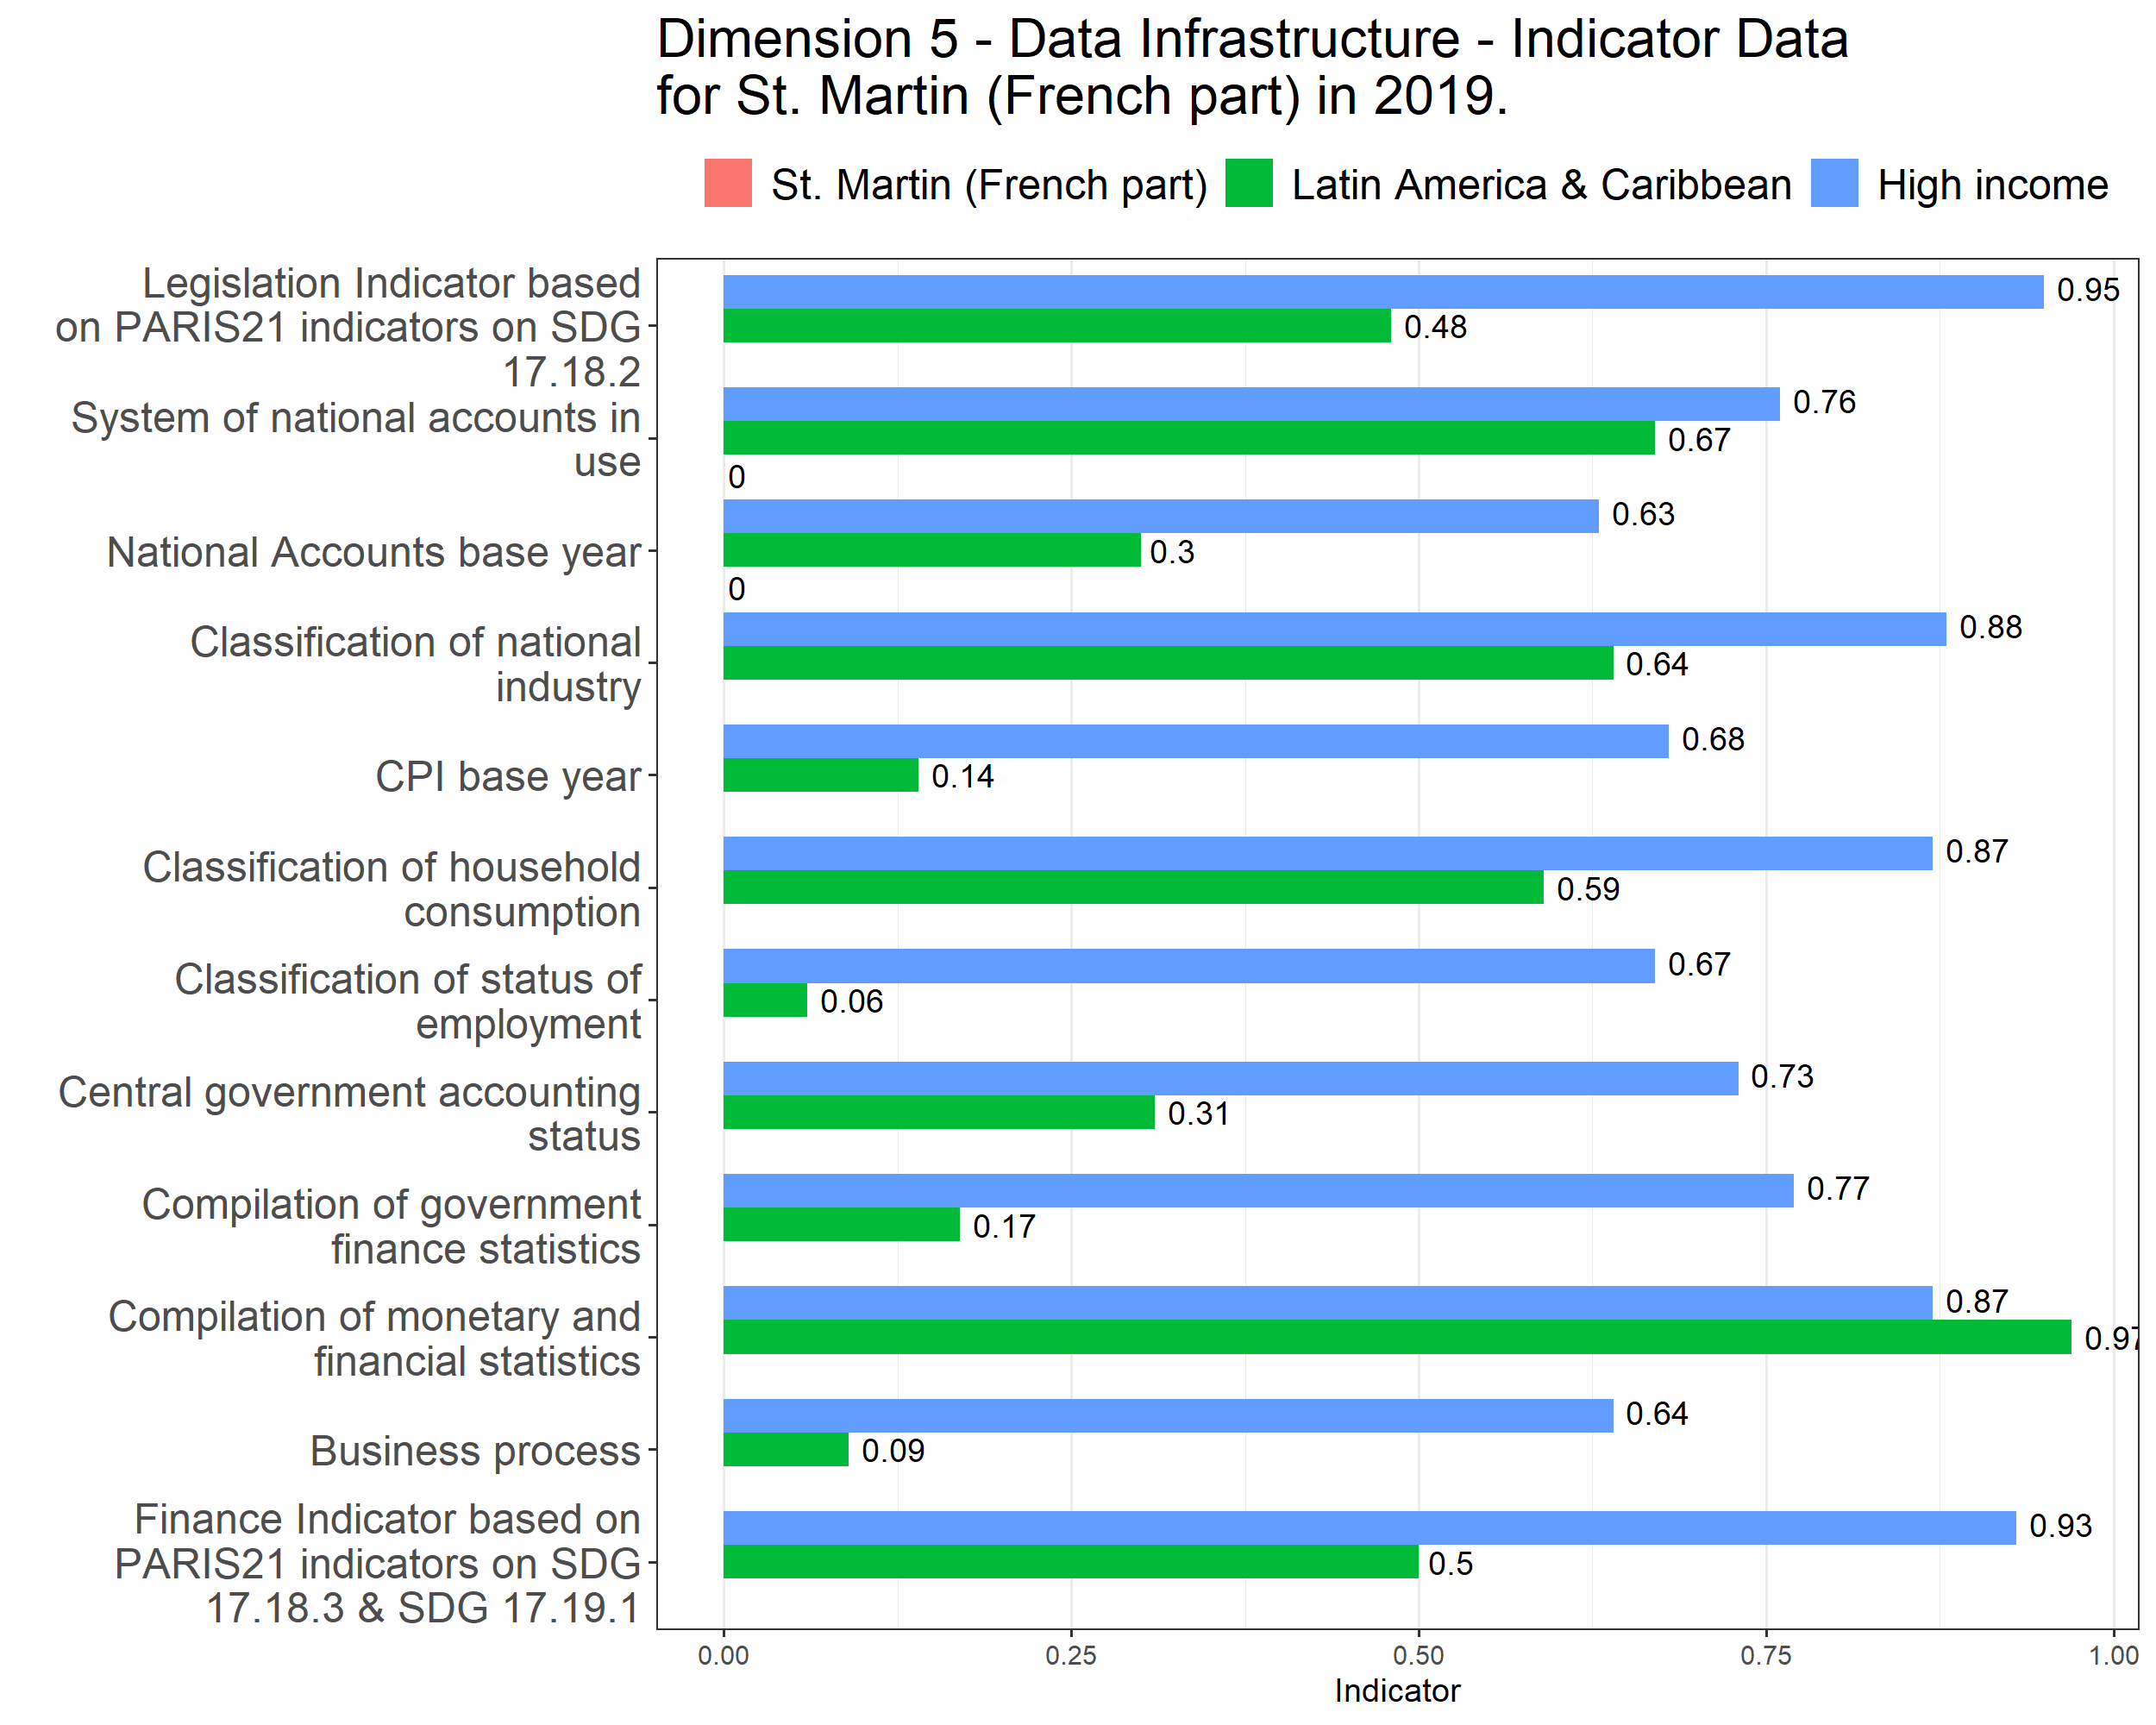 Dimension 5 - Data Infrastructure - Indicator Data
for St. Martin (French part) in 2019.
St. Martin (French part) Latin America & Caribbean High income
Legislation Indicator based
on PARIS21 indicators on SDG
17.18.2
0.95
0.48
System of national accounts in
use
0.76
0.67
0
National Accounts base year
0.63
0.3
0
Classification of national
industry
0.88
0.64
CPI base year
0.68
0.14
Classification of household
consumption
0.87
0.59
Classification of status of
employment
0.67
0.06
Central government accounting
status
0.73
0.31
Compilation of government
finance statistics
0.77
0.17
Compilation of monetary and
financial statistics
0.87
0.97
Business process
0.64
0.09
Finance Indicator based on
PARIS21 indicators on SDG
17.18.3 & SDG 17.19.1
0.93
0.5
0.00 0.25 0.50 0.75 1.00
Indicator